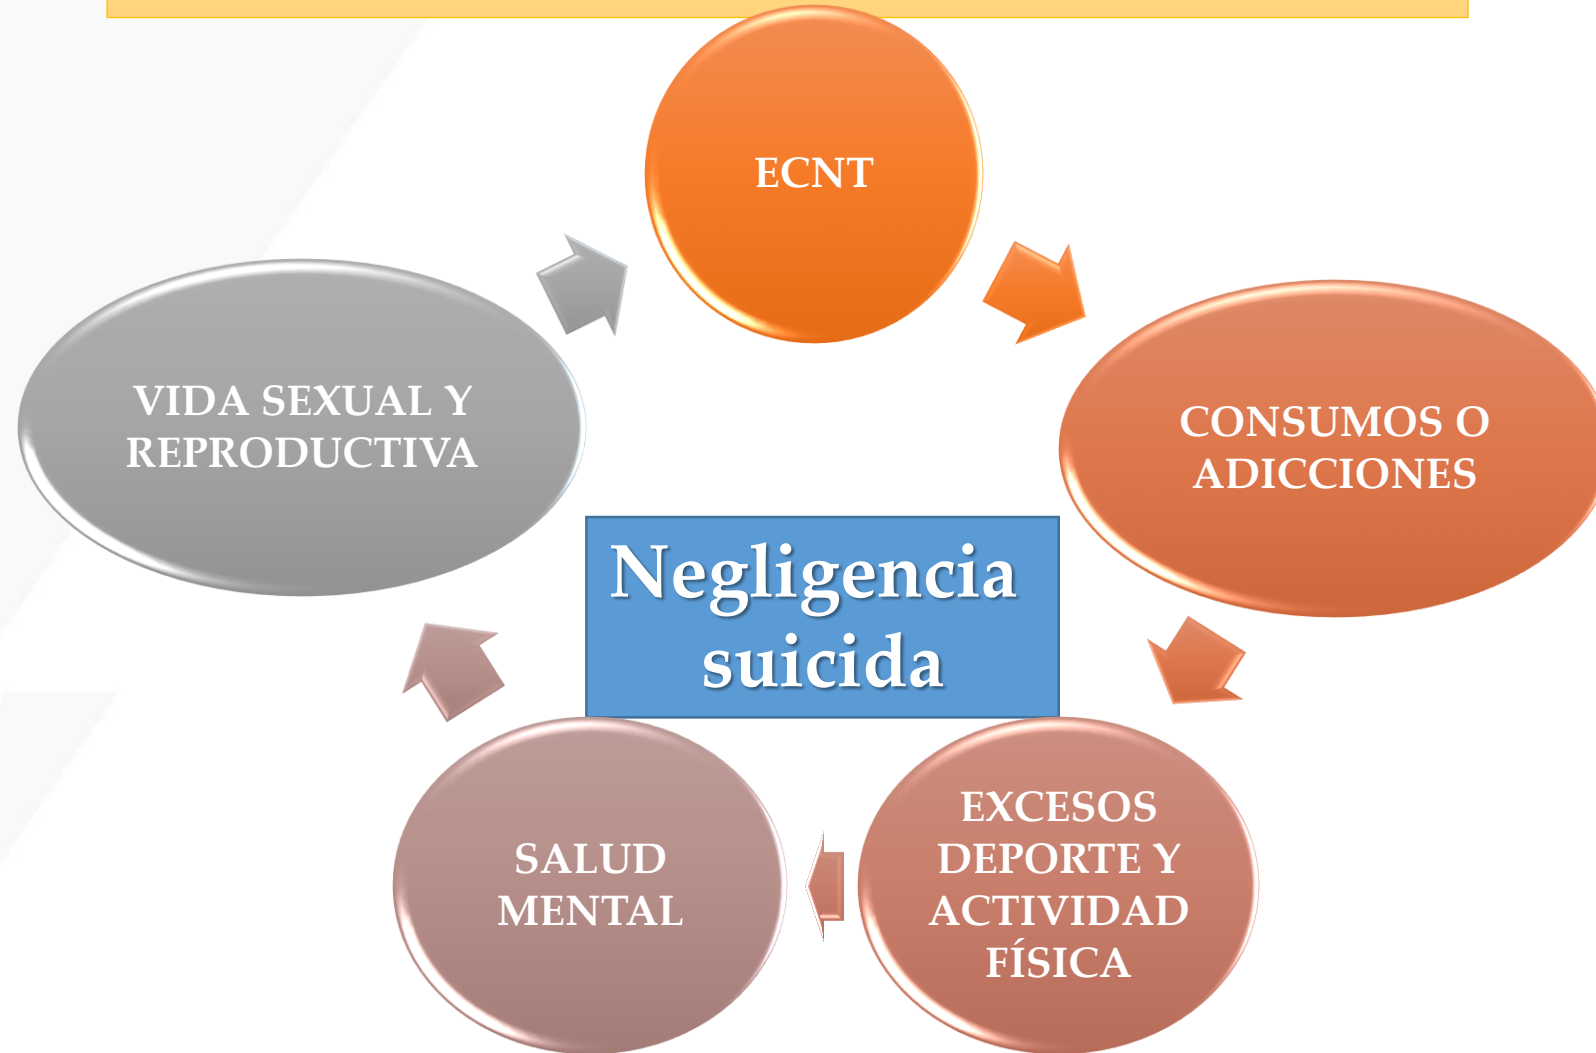 ECNT
VIDA SEXUAL Y
REPRODUCTIVA
CONSUMOS O
ADICCIONES
Negligencia
suicida
SALUD
MENTAL
EXCESOS
DEPORTE Y
ACTIVIDAD
FÍSICA